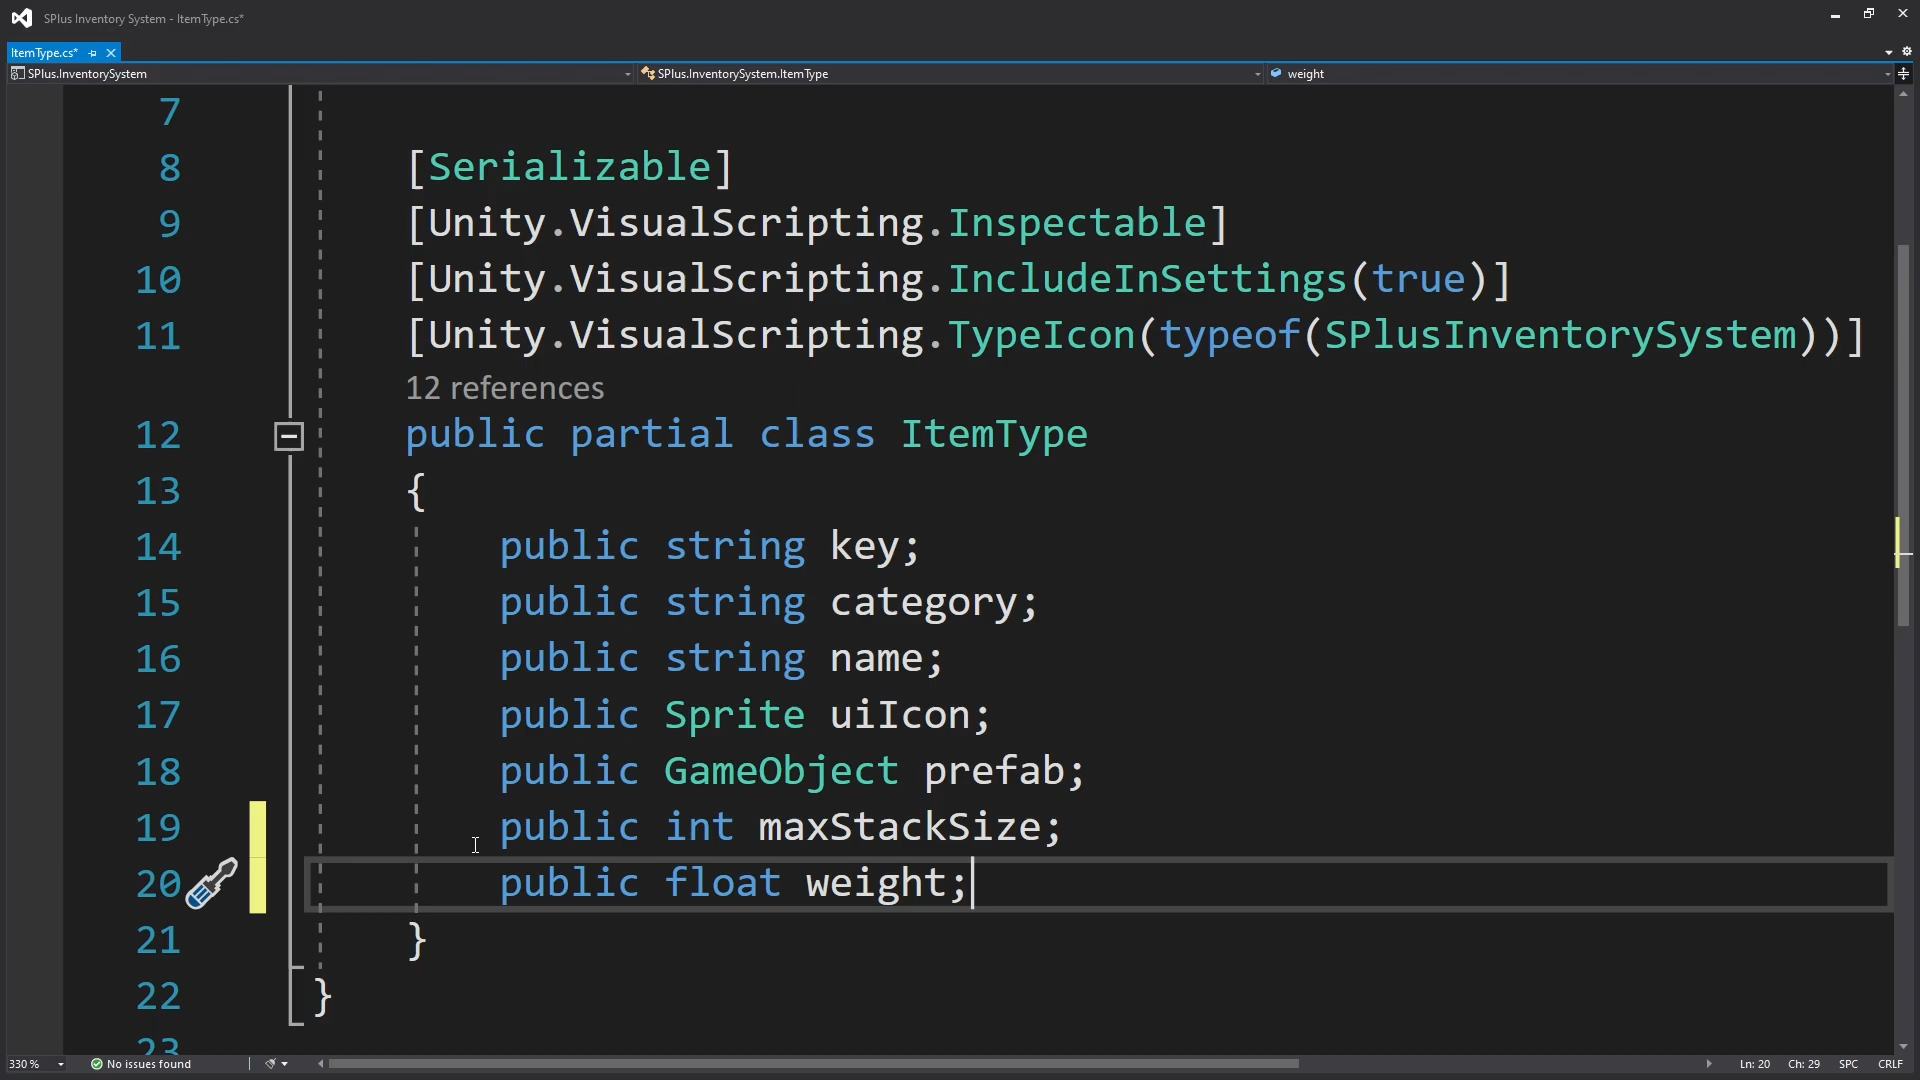 SPlus Inventory System - ItemType.cs*
ItemType.cs*
SPlus.InventorySystem SPlus.InventorySystem.ItemType weight
7
8 [Serializable]
9 [Unity.VisualScripting.Inspectable]
10 [Unity.VisualScripting.IncludeInSettings(true)]
11 [Unity.VisualScripting.TypeIcon(typeof(SPlusInventorySystem))]
12 references
12 public partial class ItemType
13 {
14 public string key;
15 public string category;
16 public string name;
17 public Sprite uiIcon;
18 public GameObject prefab;
19 public int maxStackSize;
20 public float weight;
21 }
22 }
23
330 % No issues found Ln: 20 Ch: 29 SPC CRLF